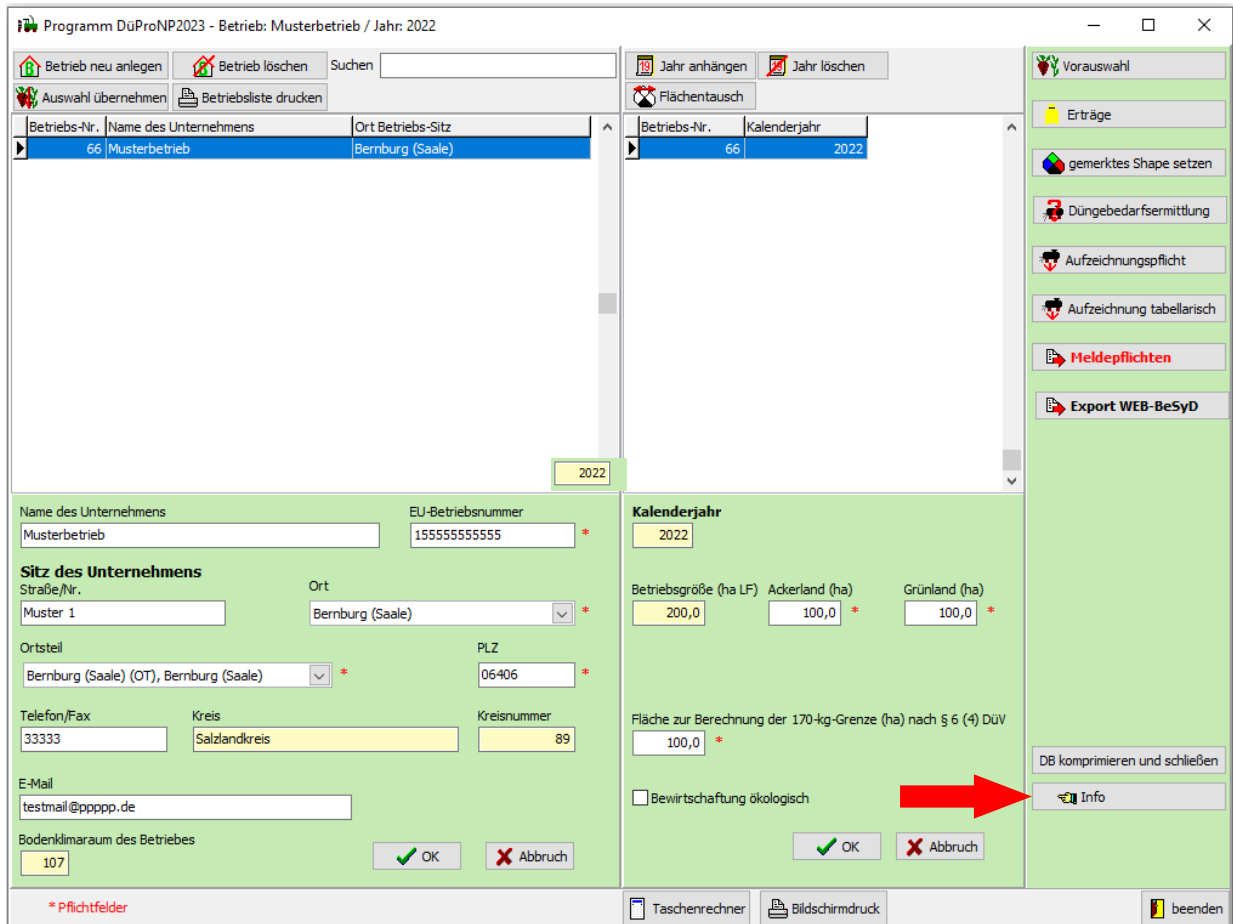 Programm DüProNP2023 - Betrieb: Musterbetrieb / Jahr: 2022
Betrieb neu anlegen
Betrieb löschen
Suchen
Auswahl übernehmen
Betriebsliste drucken
Betriebs-Nr. Name des Unternehmens Ort Betriebs-Sitz
66 Musterbetrieb Bernburg (Saale)
2022
Jahr anhängen
Jahr löschen
Flächentausch
Betriebs-Nr. Kalenderjahr
66 2022
Name des Unternehmens
Musterbetrieb
EU-Betriebsnummer
155555555555 *
Sitz des Unternehmens
Straße/Nr.
Muster 1
Ort
Bernburg (Saale) *
Ortsteil
Bernburg (Saale) (OT), Bernburg (Saale) *
PLZ
06406 *
Telefon/Fax
33333
Kreis
Salzlandkreis
Kreisnummer
89
E-Mail
testmail@ppppp.de
Bodenklimaraum des Betriebes
107
OK
Abbruch
Kalenderjahr
2022
Betriebsgröße (ha LF) Ackerland (ha) Grünland (ha)
200,0 100,0 * 100,0 *
Fläche zur Berechnung der 170-kg-Grenze (ha) nach § 6 (4) DüV
100,0 *
Bewirtschaftung ökologisch
OK
Abbruch
Vorauswahl
Erträge
gemerktes Shape setzen
Düngebedarfsermittlung
Aufzeichnungspflicht
Aufzeichnung tabellarisch
Meldepflichten
Export WEB-BeSyD
DB komprimieren und schließen
Info
* Pflichtfelder
Taschenrechner
Bildschirmdruck
beenden